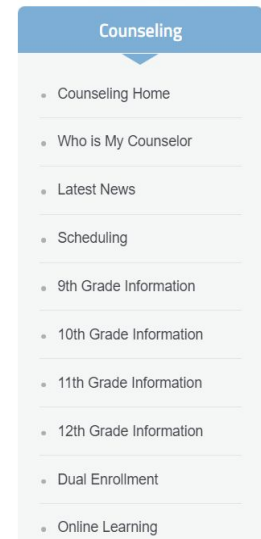 Counseling
Counseling Home
Who is My Counselor
Latest News
Scheduling
9th Grade Information
10th Grade Information
11th Grade Information
12th Grade Information
Dual Enrollment
Online Learning